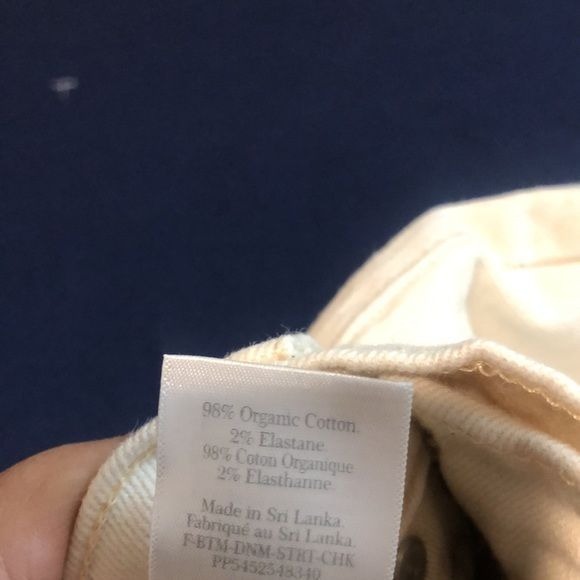 98% Organic Cotton.
2% Elastane
98% Coton Organique
2% Elasthanne
Made in Sri Lanka.
Fabriqué au Sri Lanka
F-BTM-DNM-STRT-CHK
PP5452548340